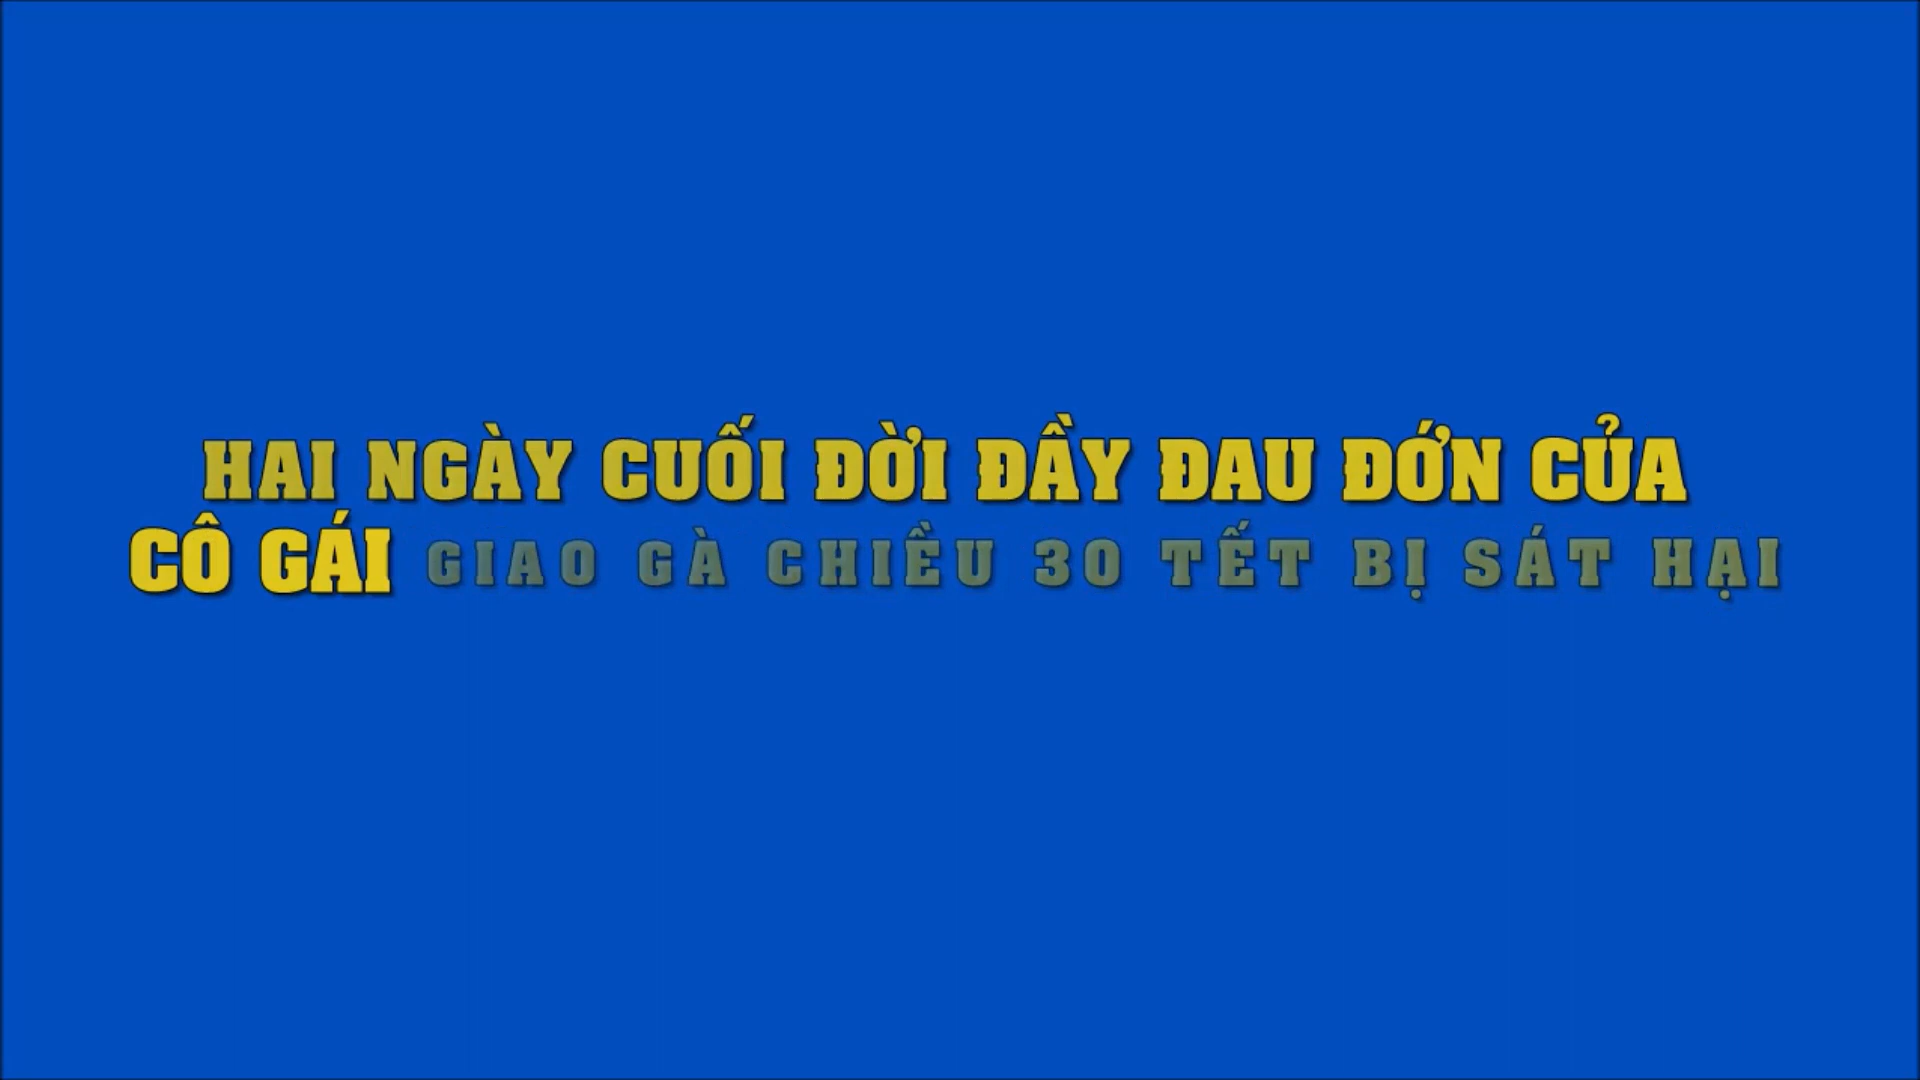 HAI NGÀY CUỐI ĐỜI ĐẦY ĐAU ĐỚN CỦA
CÔ GÁI GIAO GÀ CHIỀU 30 TẾT BỊ SÁT HẠI